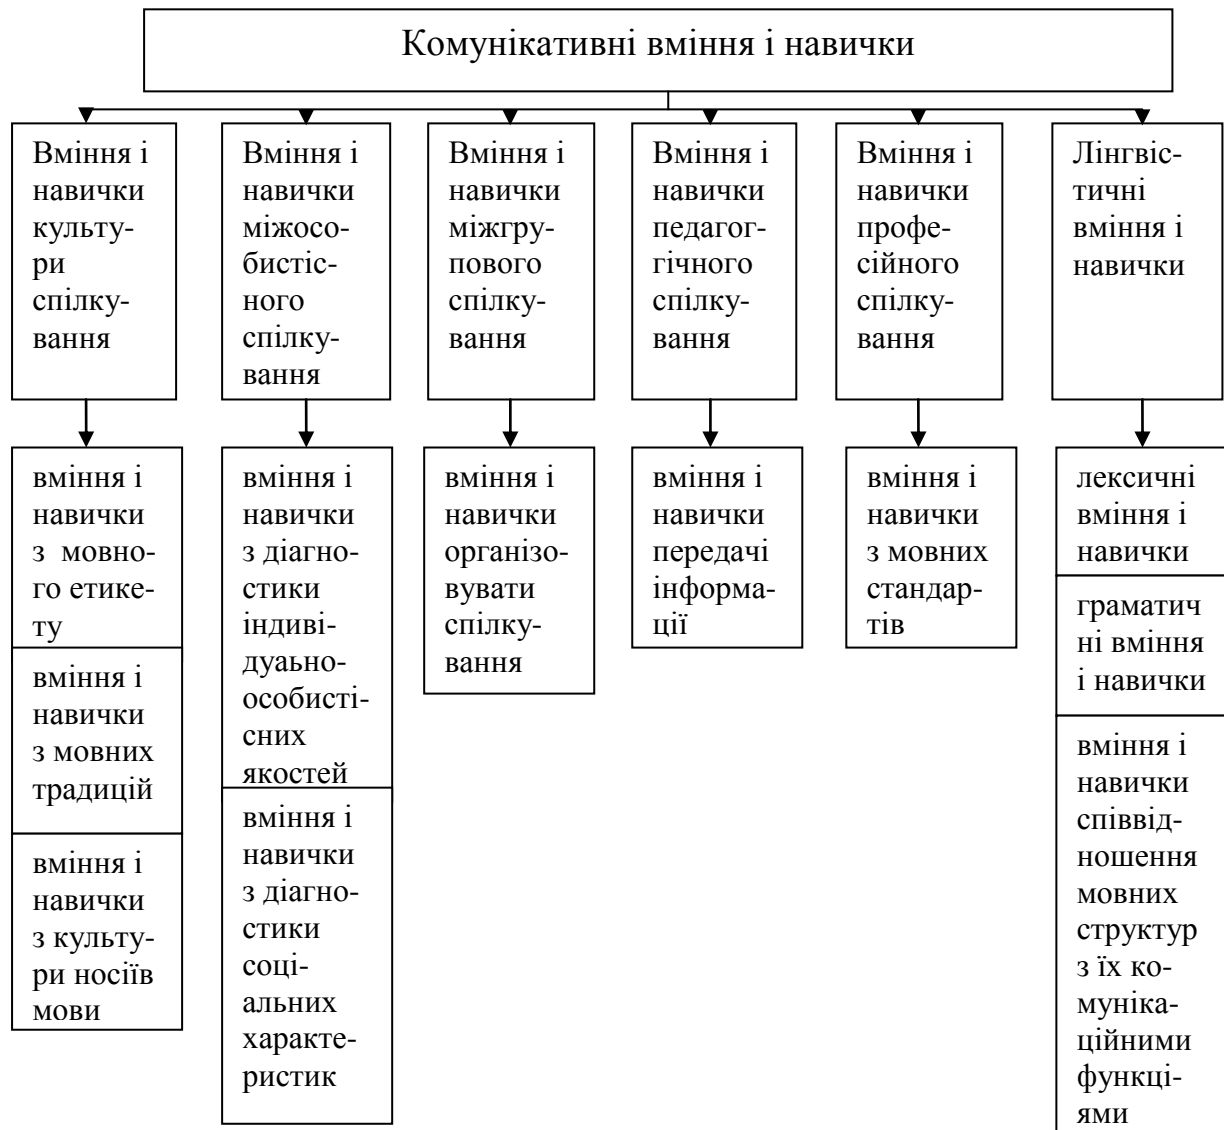 Комунікативні вміння і навички
Вміння і
навички
культу-
ри
спілку-
вання
Вміння і
навички
міжосо-
бистіс-
ного
спілку-
вання
Вміння і
навички
міжгру-
пового
спілку-
вання
Вміння і
навички
педагог-
гічного
спілку-
вання
Вміння і
навички
профе-
сійного
спілку-
вання
Лінгвіс-
тичні
вміння і
навички
вміння і
навички
з мовно-
го етике-
ту
вміння і
навички
з мовних
традицій
вміння і
навички
з культу-
ри носіїв
мови
вміння і
навички
з діагно-
стики
індиві-
дуаьно-
особисті-
сних
якостей
вміння і
навички
з діагно-
стики
соці-
альних
характе-
ристик
вміння і
навички
організо-
вувати
спілку-
вання
вміння і
навички
передачі
інформа-
ції
вміння і
навички
з мовних
стандар-
тів
лексичні
вміння і
навички
граматич
ні вміння
і навички
вміння і
навички
співвід-
ношення
мовних
структур
з їх ко-
муніка-
ційними
функці-
ями